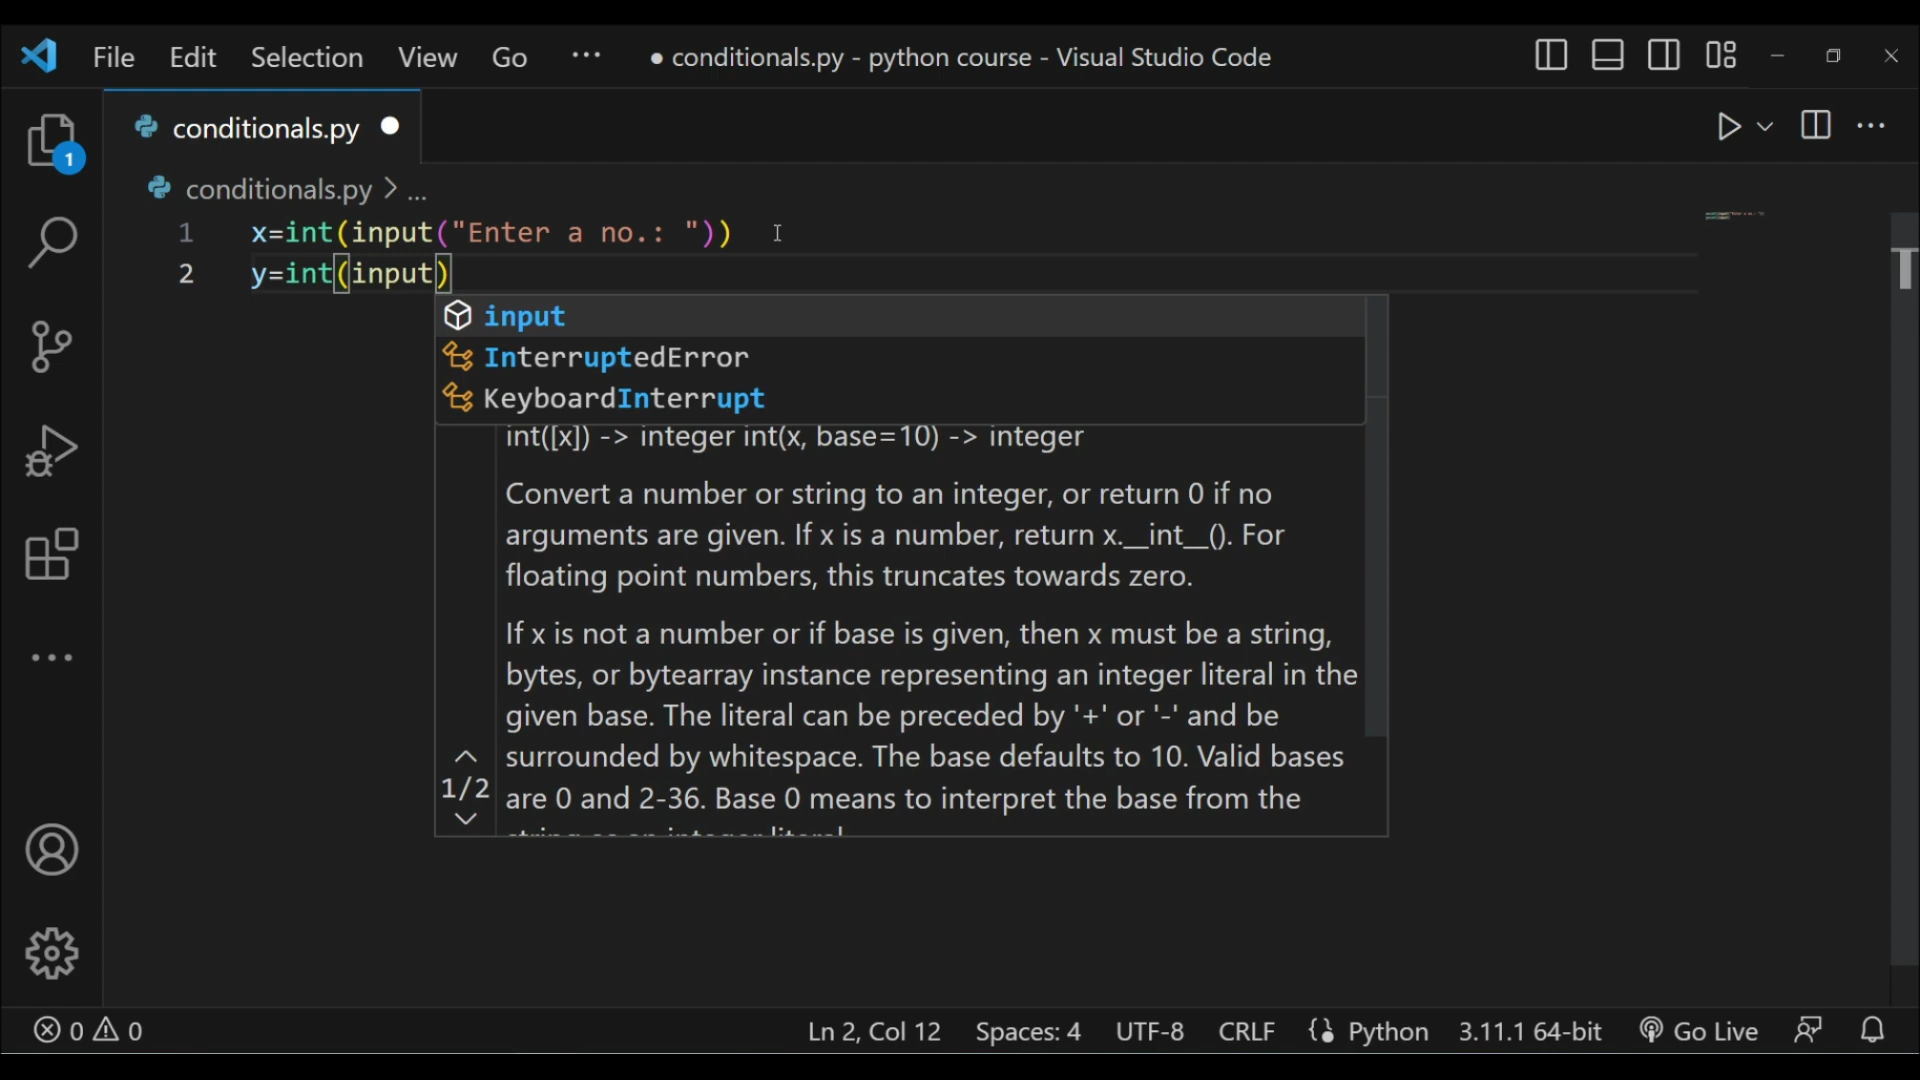 File Edit Selection View Go ··· ● conditionals.py - python course - Visual Studio Code
1
conditionals.py ●
conditionals.py > ...
1 x=int(input("Enter a no.: "))
2 y=int(input)
input
InterruptedError
KeyboardInterrupt
int([x]) -> integer int(x, base=10) -> integer
Convert a number or string to an integer, or return 0 if no
arguments are given. If x is a number, return x.__int__(). For
floating point numbers, this truncates towards zero.
If x is not a number or if base is given, then x must be a string,
bytes, or bytearray instance representing an integer literal in the
given base. The literal can be preceded by '+' or '-' and be
surrounded by whitespace. The base defaults to 10. Valid bases
1/2
are 0 and 2-36. Base 0 means to interpret the base from the
string as an integer literal.
0 0 Ln 2, Col 12 Spaces: 4 UTF-8 CRLF Python 3.11.1 64-bit Go Live